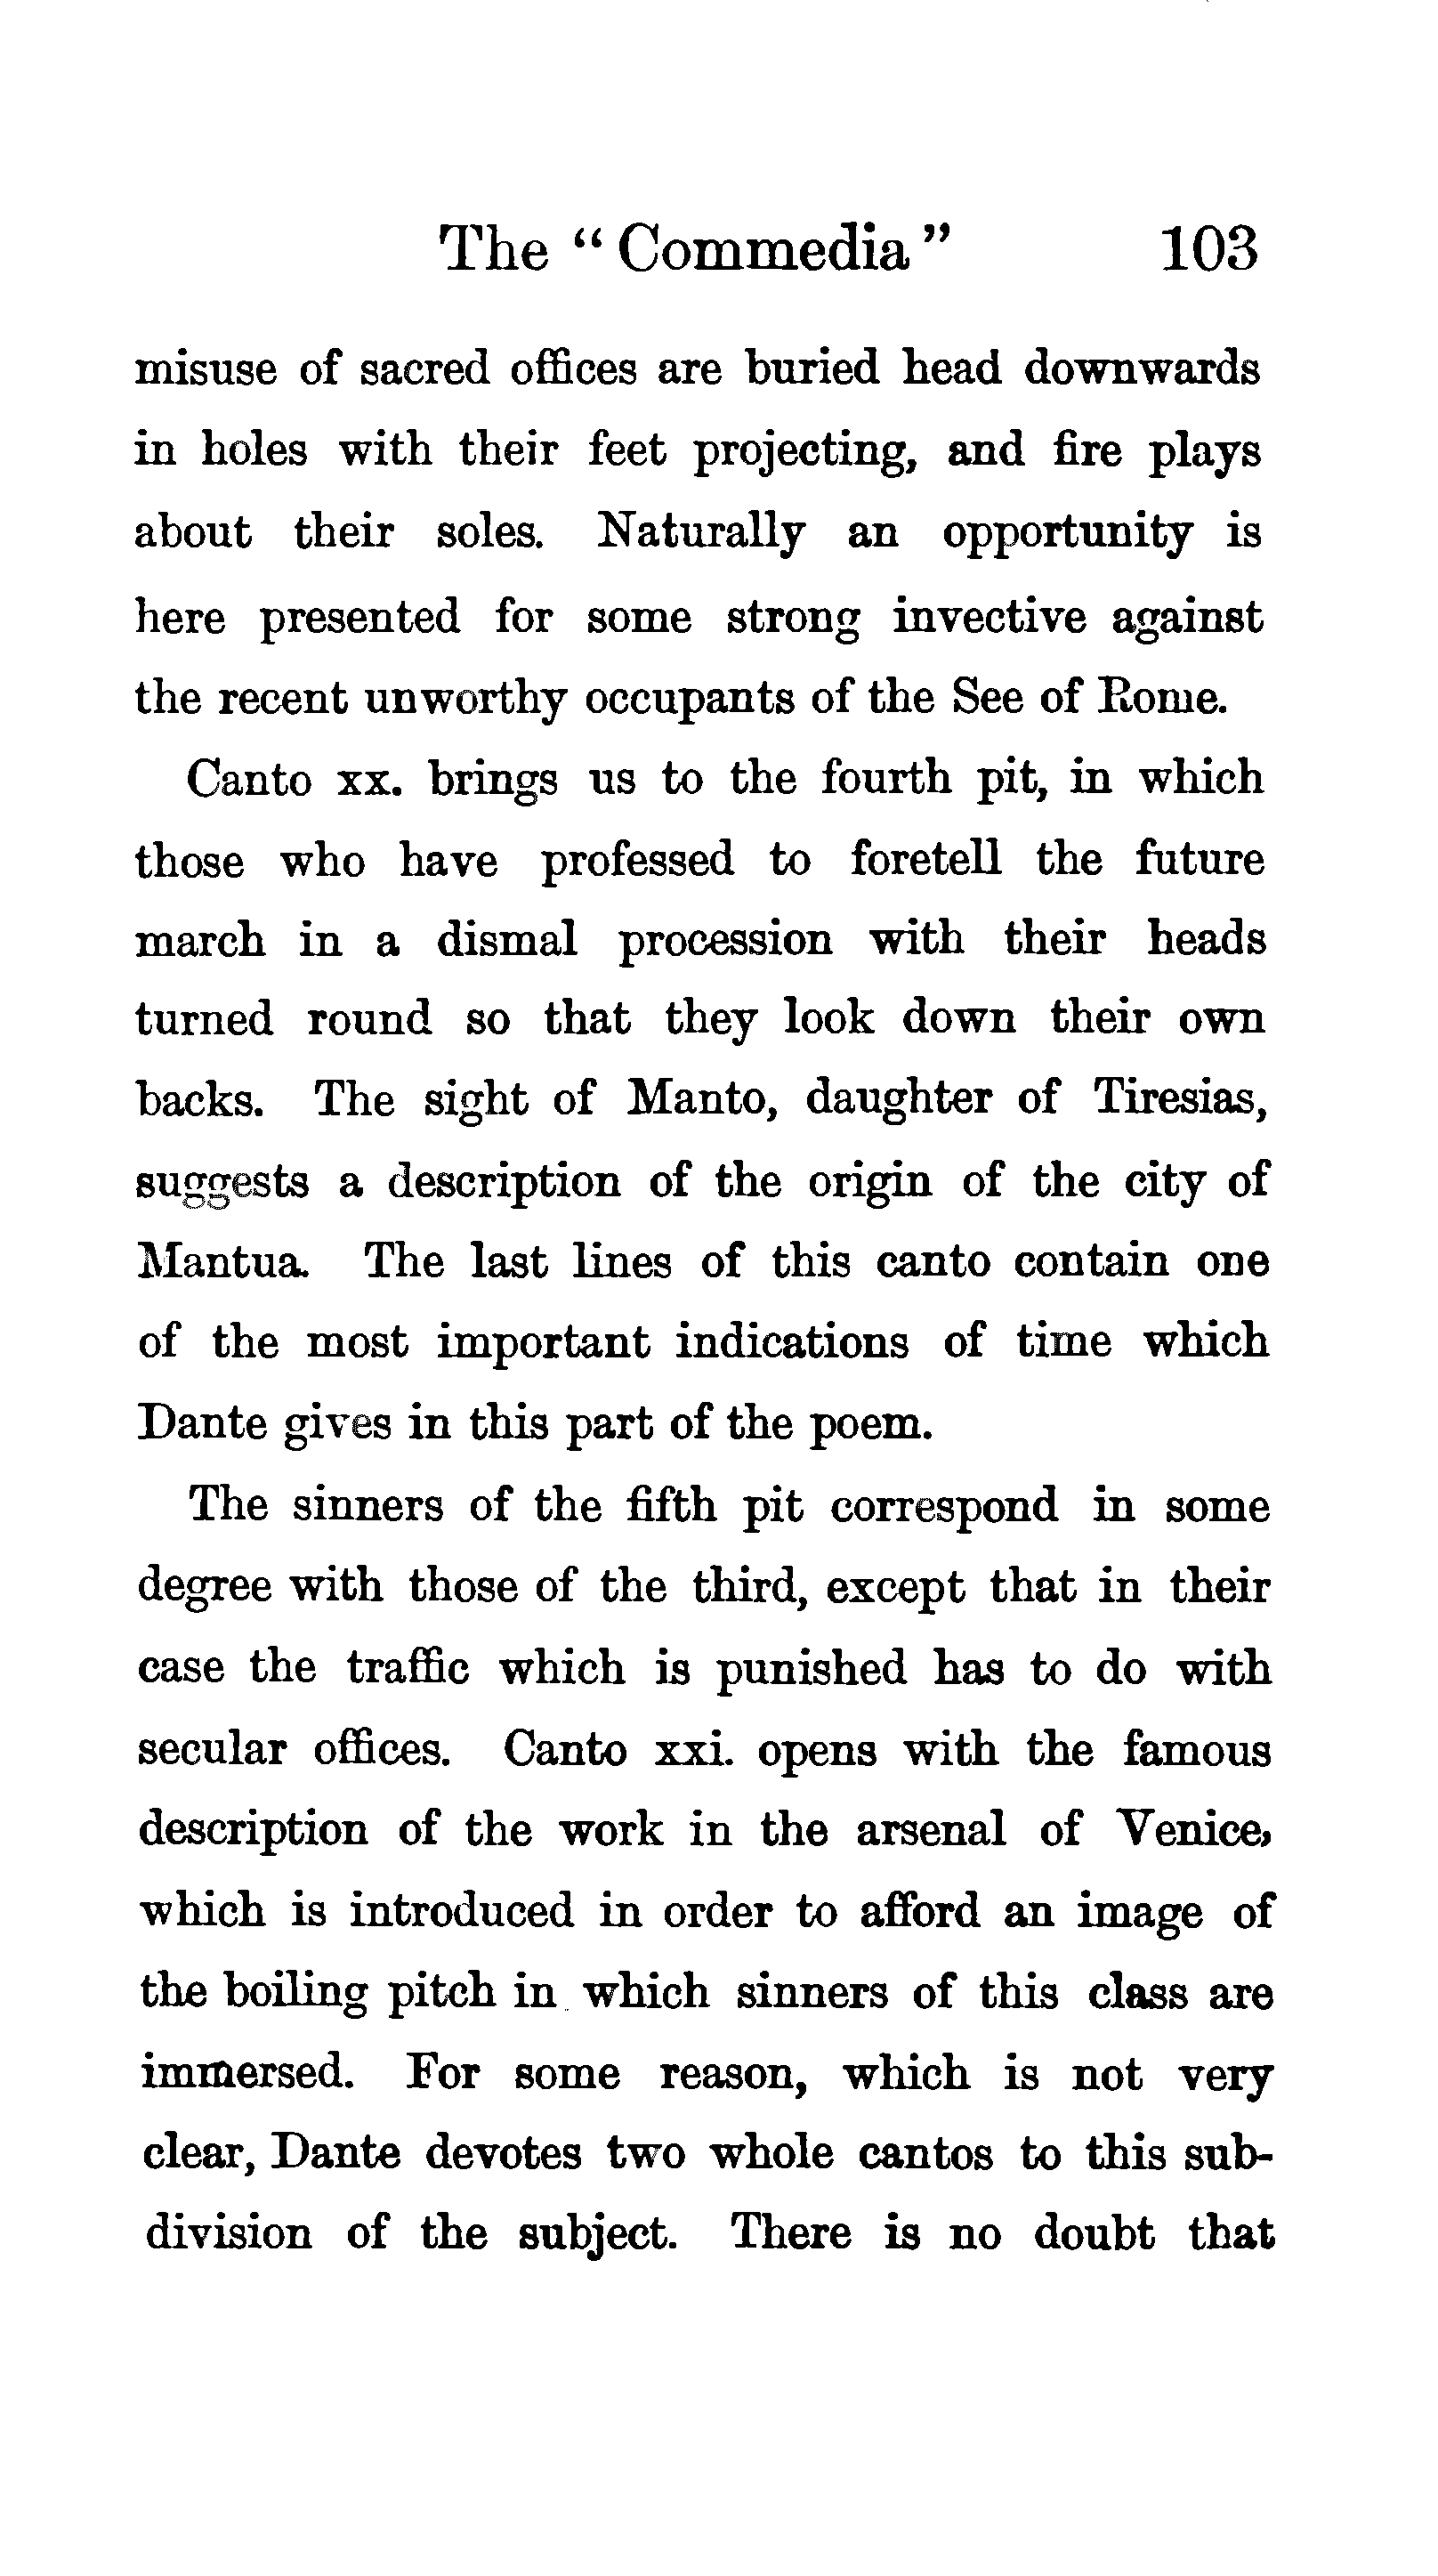 The “Commedia” 103
misuse of sacred offices are buried head downwards
in holes with their feet projecting, and fire plays
about their soles. Naturally an opportunity is
here presented for some strong invective against
the recent unworthy occupants of the See of Rome.
Canto xx. brings us to the fourth pit, in which
those who have professed to foretell the future
march in a dismal procession with their heads
turned round so that they look down their own
backs. The sight of Manto, daughter of Tiresias,
suggests a description of the origin of the city of
Mantua. The last lines of this canto contain one
of the most important indications of time which
Dante gives in this part of the poem.
The sinners of the fifth pit correspond in some
degree with those of the third, except that in their
case the traffic which is punished has to do with
secular offices. Canto xxi. opens with the famous
description of the work in the arsenal of Venice,
which is introduced in order to afford an image of
the boiling pitch in which sinners of this class are
immersed. For some reason, which is not very
clear, Dante devotes two whole cantos to this sub-
division of the subject. There is no doubt that